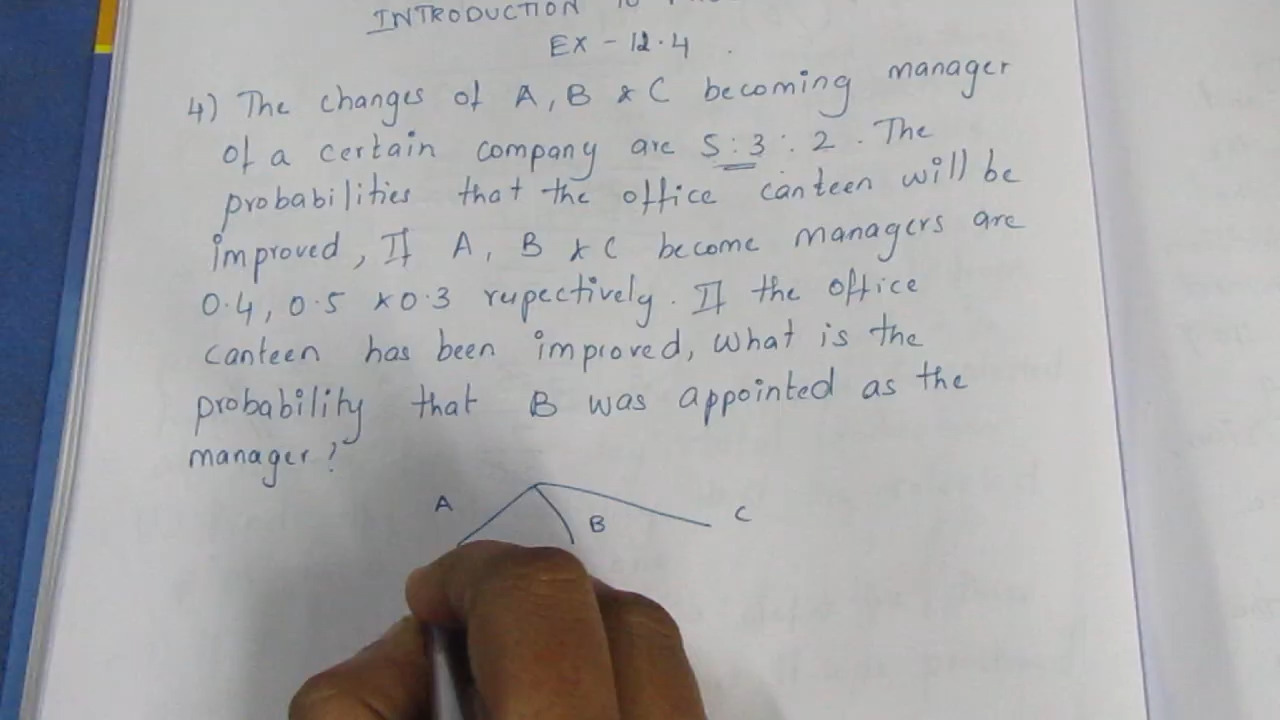 INTRODUCTION
EX - 12.4
4) The changes of A, B & C becoming manager
of a certain company are 5 : 3 : 2 . The
probabilities that the office canteen will be
improved, If A, B & C become managers are
0.4, 0.5 & 0.3 rupectively. If the office
canteen has been improved, what is the
probability that B was appointed as the
manager?
A
B
C